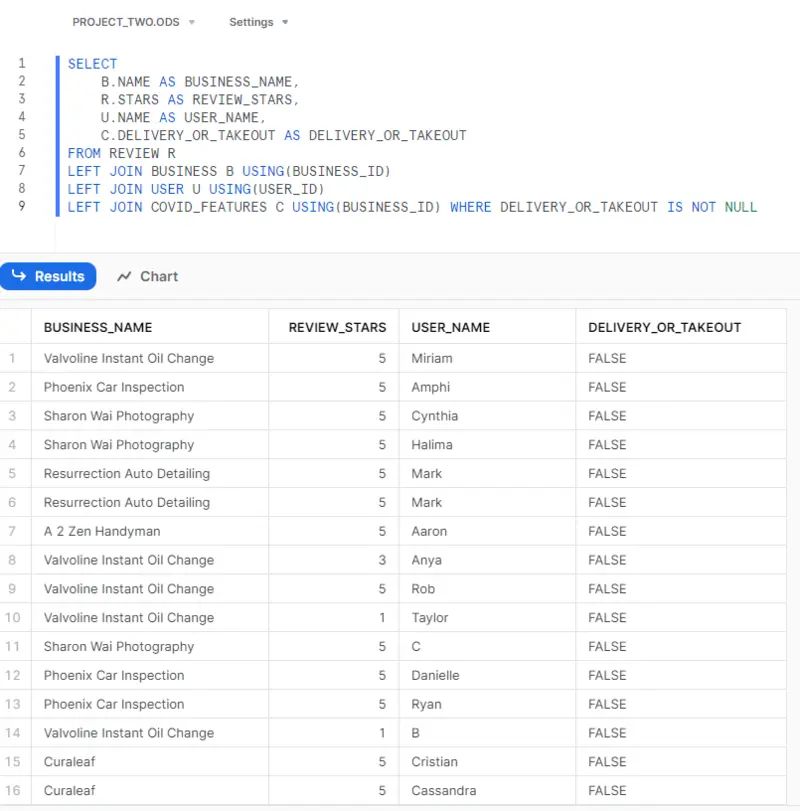 PROJECT_TWO.ODS Settings
1 SELECT
2 B.NAME AS BUSINESS_NAME,
3 R.STARS AS REVIEW_STARS,
4 U.NAME AS USER_NAME,
5 C.DELIVERY_OR_TAKEOUT AS DELIVERY_OR_TAKEOUT
6 FROM REVIEW R
7 LEFT JOIN BUSINESS B USING(BUSINESS_ID)
8 LEFT JOIN USER U USING(USER_ID)
9 LEFT JOIN COVID_FEATURES C USING(BUSINESS_ID) WHERE DELIVERY_OR_TAKEOUT IS NOT NULL
Results Chart
BUSINESS_NAME REVIEW_STARS USER_NAME DELIVERY_OR_TAKEOUT
1 Valvoline Instant Oil Change 5 Miriam FALSE
2 Phoenix Car Inspection 5 Amphi FALSE
3 Sharon Wai Photography 5 Cynthia FALSE
4 Sharon Wai Photography 5 Halima FALSE
5 Resurrection Auto Detailing 5 Mark FALSE
6 Resurrection Auto Detailing 5 Mark FALSE
7 A 2 Zen Handyman 5 Aaron FALSE
8 Valvoline Instant Oil Change 3 Anya FALSE
9 Valvoline Instant Oil Change 5 Rob FALSE
10 Valvoline Instant Oil Change 1 Taylor FALSE
11 Sharon Wai Photography 5 C FALSE
12 Phoenix Car Inspection 5 Danielle FALSE
13 Phoenix Car Inspection 5 Ryan FALSE
14 Valvoline Instant Oil Change 1 B FALSE
15 Curaleaf 5 Cristian FALSE
16 Curaleaf 5 Cassandra FALSE